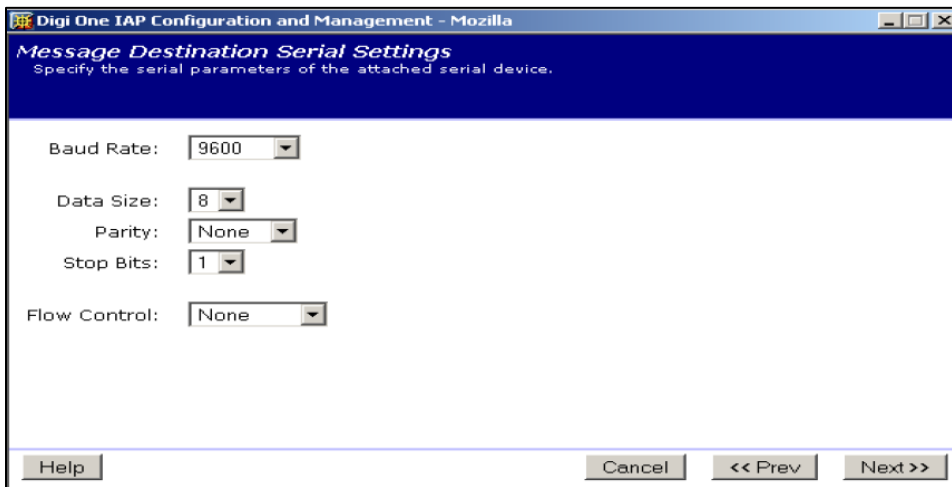 Digi One IAP Configuration and Management - Mozilla
Message Destination Serial Settings
Specify the serial parameters of the attached serial device.
Baud Rate: 9600
Data Size: 8
Parity: None
Stop Bits: 1
Flow Control: None
Help Cancel << Prev Next >>